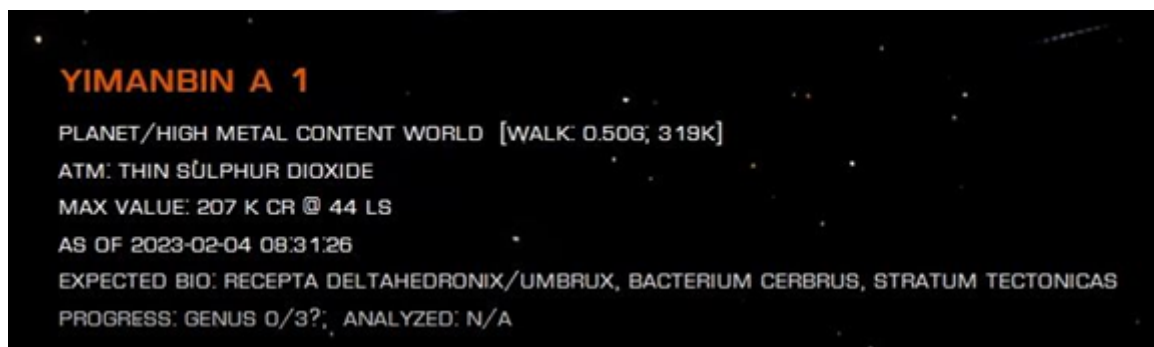 YIMANBIN A 1
PLANET/HIGH METAL CONTENT WORLD [WALK: 0.50G; 319K]
ATM: THIN SULPHUR DIOXIDE
MAX VALUE: 207 K CR @ 44 LS
AS OF 2023-02-04 08:31:26
EXPECTED BIO: RECEPTA DELTAHEDRONIX/UMBRUX, BACTERIUM CERBRUS, STRATUM TECTONICAS
PROGRESS: GENUS 0/3?; ANALYZED: N/A